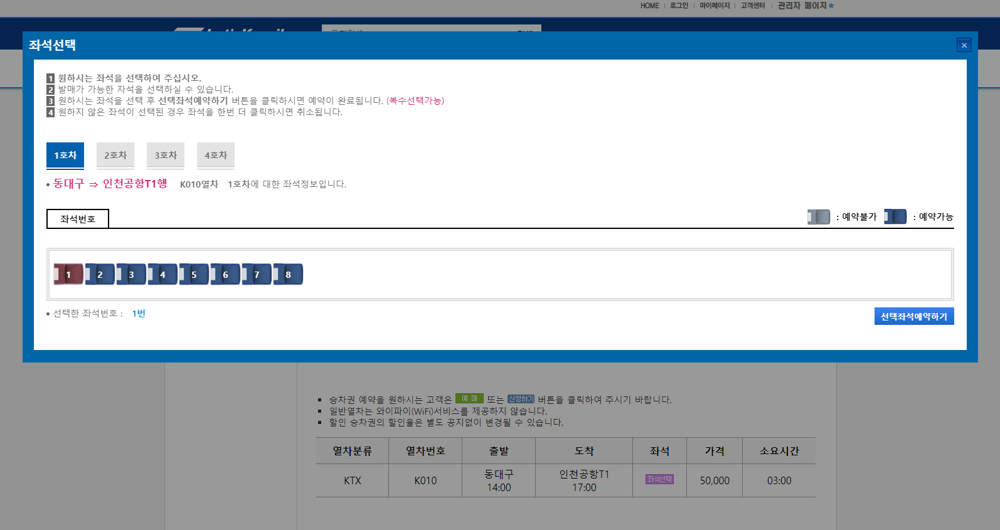 HOME 로그인 마이페이지 고객센터 관리자 페이지
좌석선택
1 원하시는 좌석을 선택하여 주십시오.
2 발매가 가능한 자석을 선택하실 수 있습니다.
3 원하시는 좌석을 선택 후 선택좌석예약하기 버튼을 클릭하시면 예약이 완료됩니다. (복수선택가능)
4 원하지 않은 좌석이 선택된 경우 좌석을 한번 더 클릭하시면 취소됩니다.
1호차 2호차 3호차 4호차
동대구 ⇒ 인천공항T1행 K010열차 1호차에 대한 좌석정보입니다.
좌석번호 : 예약불가 : 예약가능
1 2 3 4 5 6 7 8
선택한 좌석번호 : 1번
선택좌석예약하기
승차권 예약을 원하시는 고객은 예 매 또는 신청하기 버튼을 클릭하여 주시기 바랍니다.
일반열차는 와이파이(WiFi)서비스를 제공하지 않습니다.
할인 승차권의 할인율은 별도 공지없이 변경될 수 있습니다.
열차분류 열차번호 출발 도착 좌석 가격 소요시간
KTX K010 동대구 인천공항T1 좌석선택 50,000 03:00
14:00 17:00